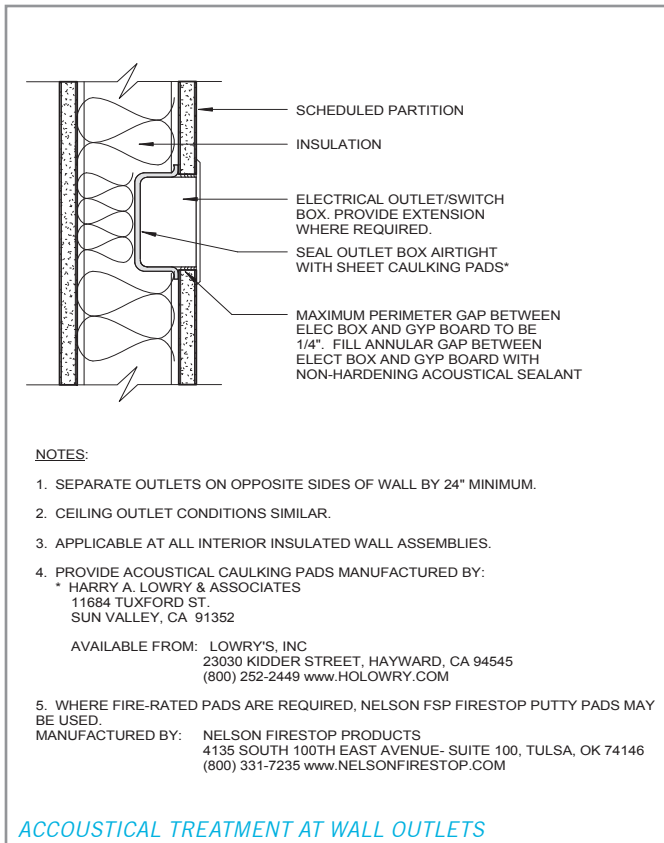 SCHEDULED PARTITION
INSULATION
ELECTRICAL OUTLET/SWITCH
BOX. PROVIDE EXTENSION
WHERE REQUIRED.
SEAL OUTLET BOX AIRTIGHT
WITH SHEET CAULKING PADS*
MAXIMUM PERIMETER GAP BETWEEN
ELEC BOX AND GYP BOARD TO BE
1/4". FILL ANNULAR GAP BETWEEN
ELECT BOX AND GYP BOARD WITH
NON-HARDENING ACOUSTICAL SEALANT
NOTES:
1. SEPARATE OUTLETS ON OPPOSITE SIDES OF WALL BY 24" MINIMUM.
2. CEILING OUTLET CONDITIONS SIMILAR.
3. APPLICABLE AT ALL INTERIOR INSULATED WALL ASSEMBLIES.
4. PROVIDE ACOUSTICAL CAULKING PADS MANUFACTURED BY:
* HARRY A. LOWRY & ASSOCIATES
11684 TUXFORD ST.
SUN VALLEY, CA 91352
AVAILABLE FROM: LOWRY'S, INC
23030 KIDDER STREET, HAYWARD, CA 94545
(800) 252-2449 www.HOLOWRY.COM
5. WHERE FIRE-RATED PADS ARE REQUIRED, NELSON FSP FIRESTOP PUTTY PADS MAY
BE USED.
MANUFACTURED BY: NELSON FIRESTOP PRODUCTS
4135 SOUTH 100TH EAST AVENUE- SUITE 100, TULSA, OK 74146
(800) 331-7235 www.NELSONFIRESTOP.COM
ACCOUSTICAL TREATMENT AT WALL OUTLETS